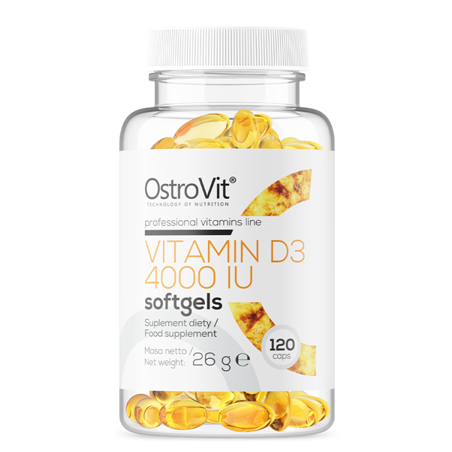 OstroVit®
TECHNOLOGY OF NUTRITION
professional vitamins line
VITAMIN D3
4000 IU
softgels
Suplement diety /
Food supplement
Masa netto /
Net weight: 26 g ℮
120
caps